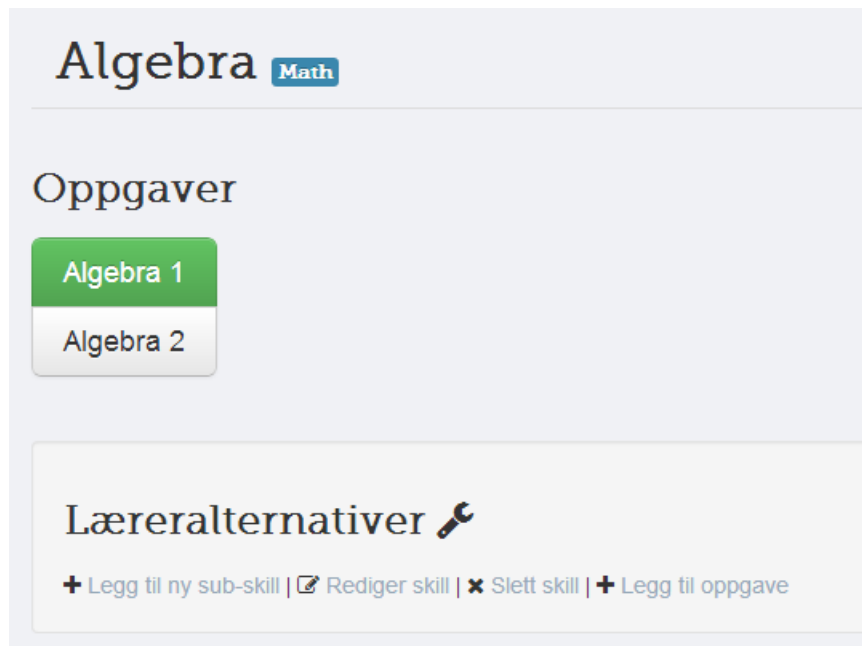 Algebra Math
Oppgaver
Algebra 1
Algebra 2
Læreralternativer
Legg til ny sub-skill | Rediger skill | Slett skill | Legg til oppgave